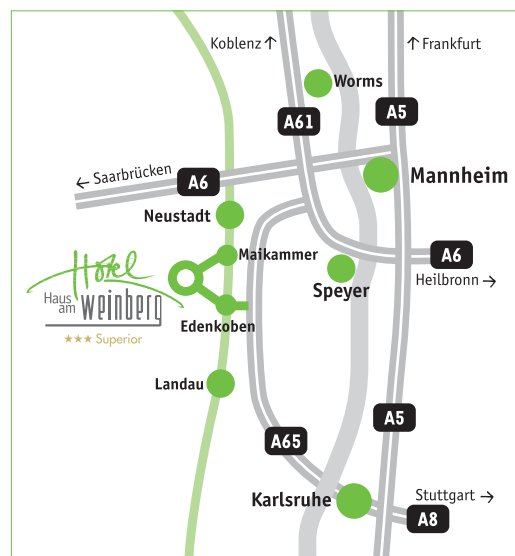 Koblenz ↑
↑ Frankfurt
Worms
A5
A61
← Saarbrücken
A6
Mannheim
Neustadt
Maikammer
A6
Heilbronn →
Speyer
Hotel
Haus
am
Weinberg
★★★ Superior
Edenkoben
Landau
A5
A65
Karlsruhe
Stuttgart →
A8